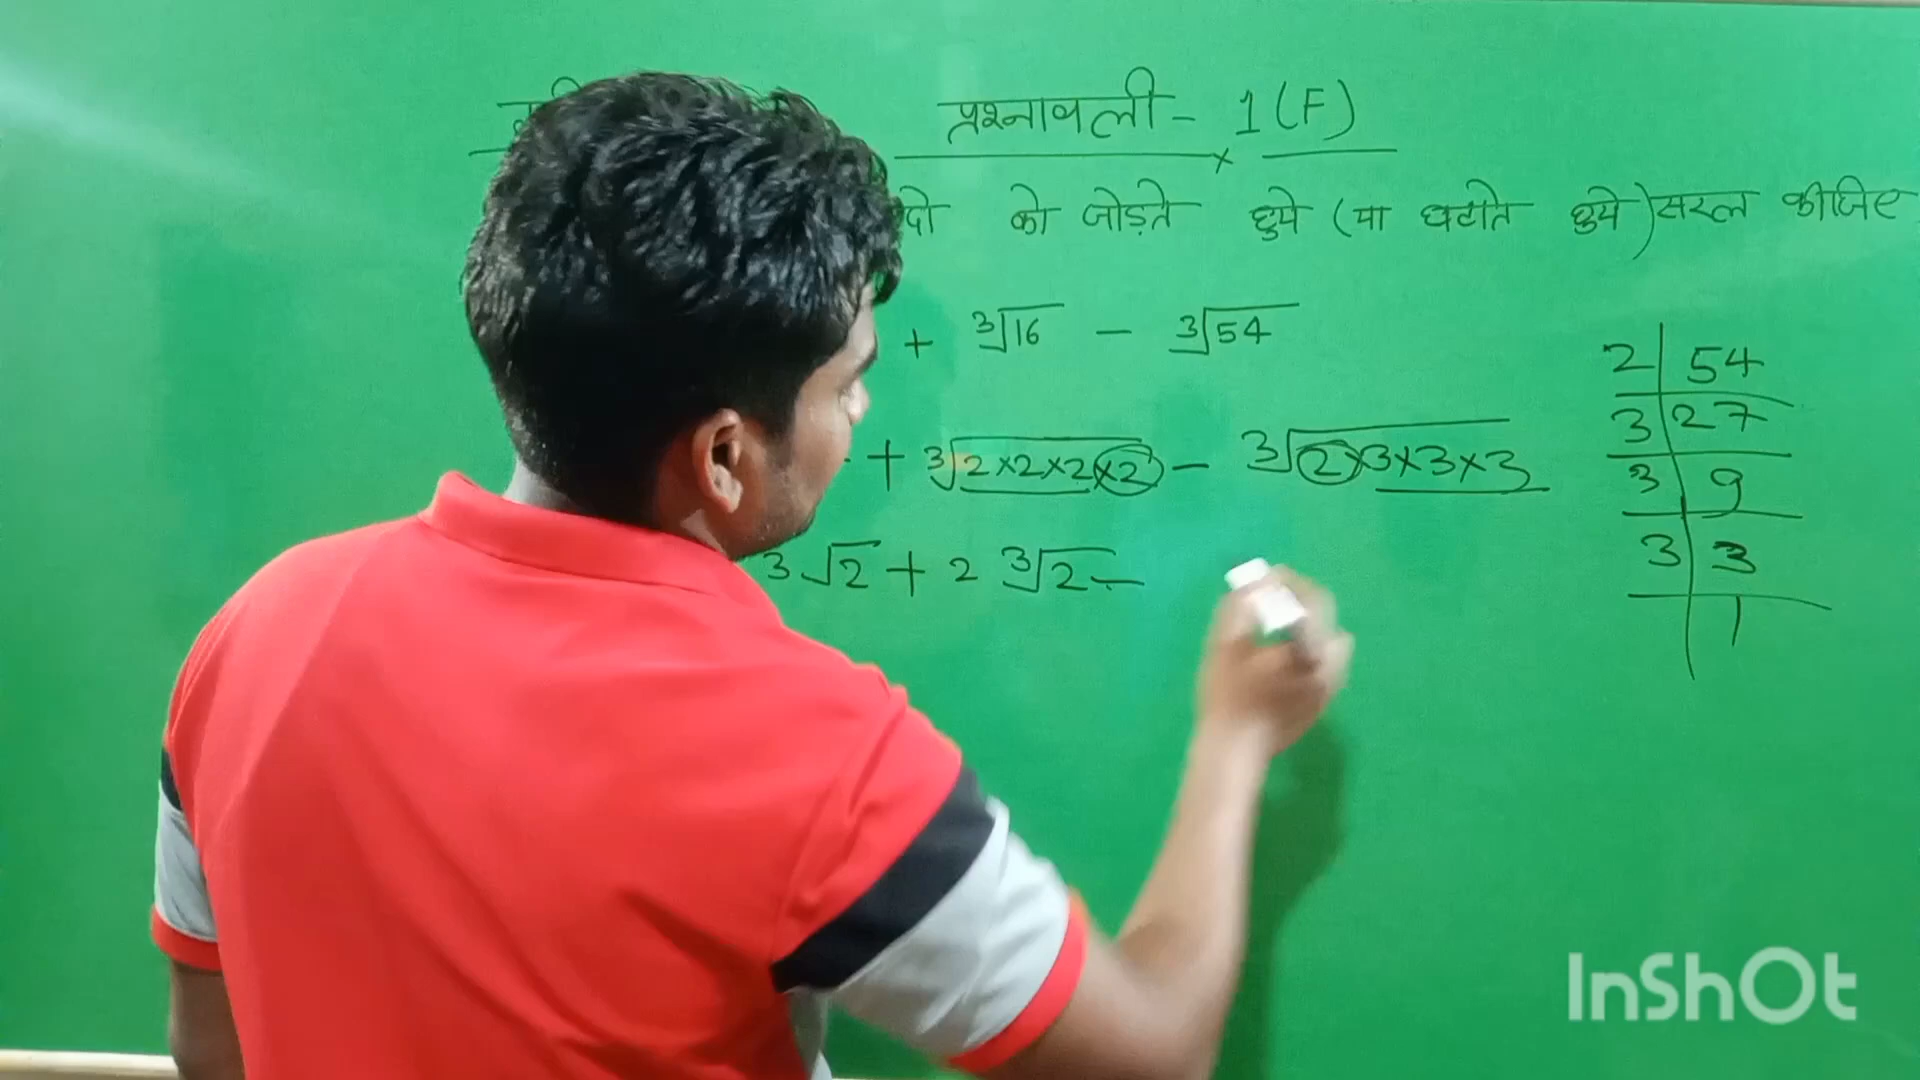 प्रश्नावली - 1(F)
को जोड़ते हुये (या घटाते हुये) सरल कीजिए
+ ∛16 - ∛54
+ ∛2×2×2×2 - ∛2×3×3×3
3 √2 + 2 ∛2 -
2 | 54
3 | 27
3 | 9
3 | 3
1
InShOt